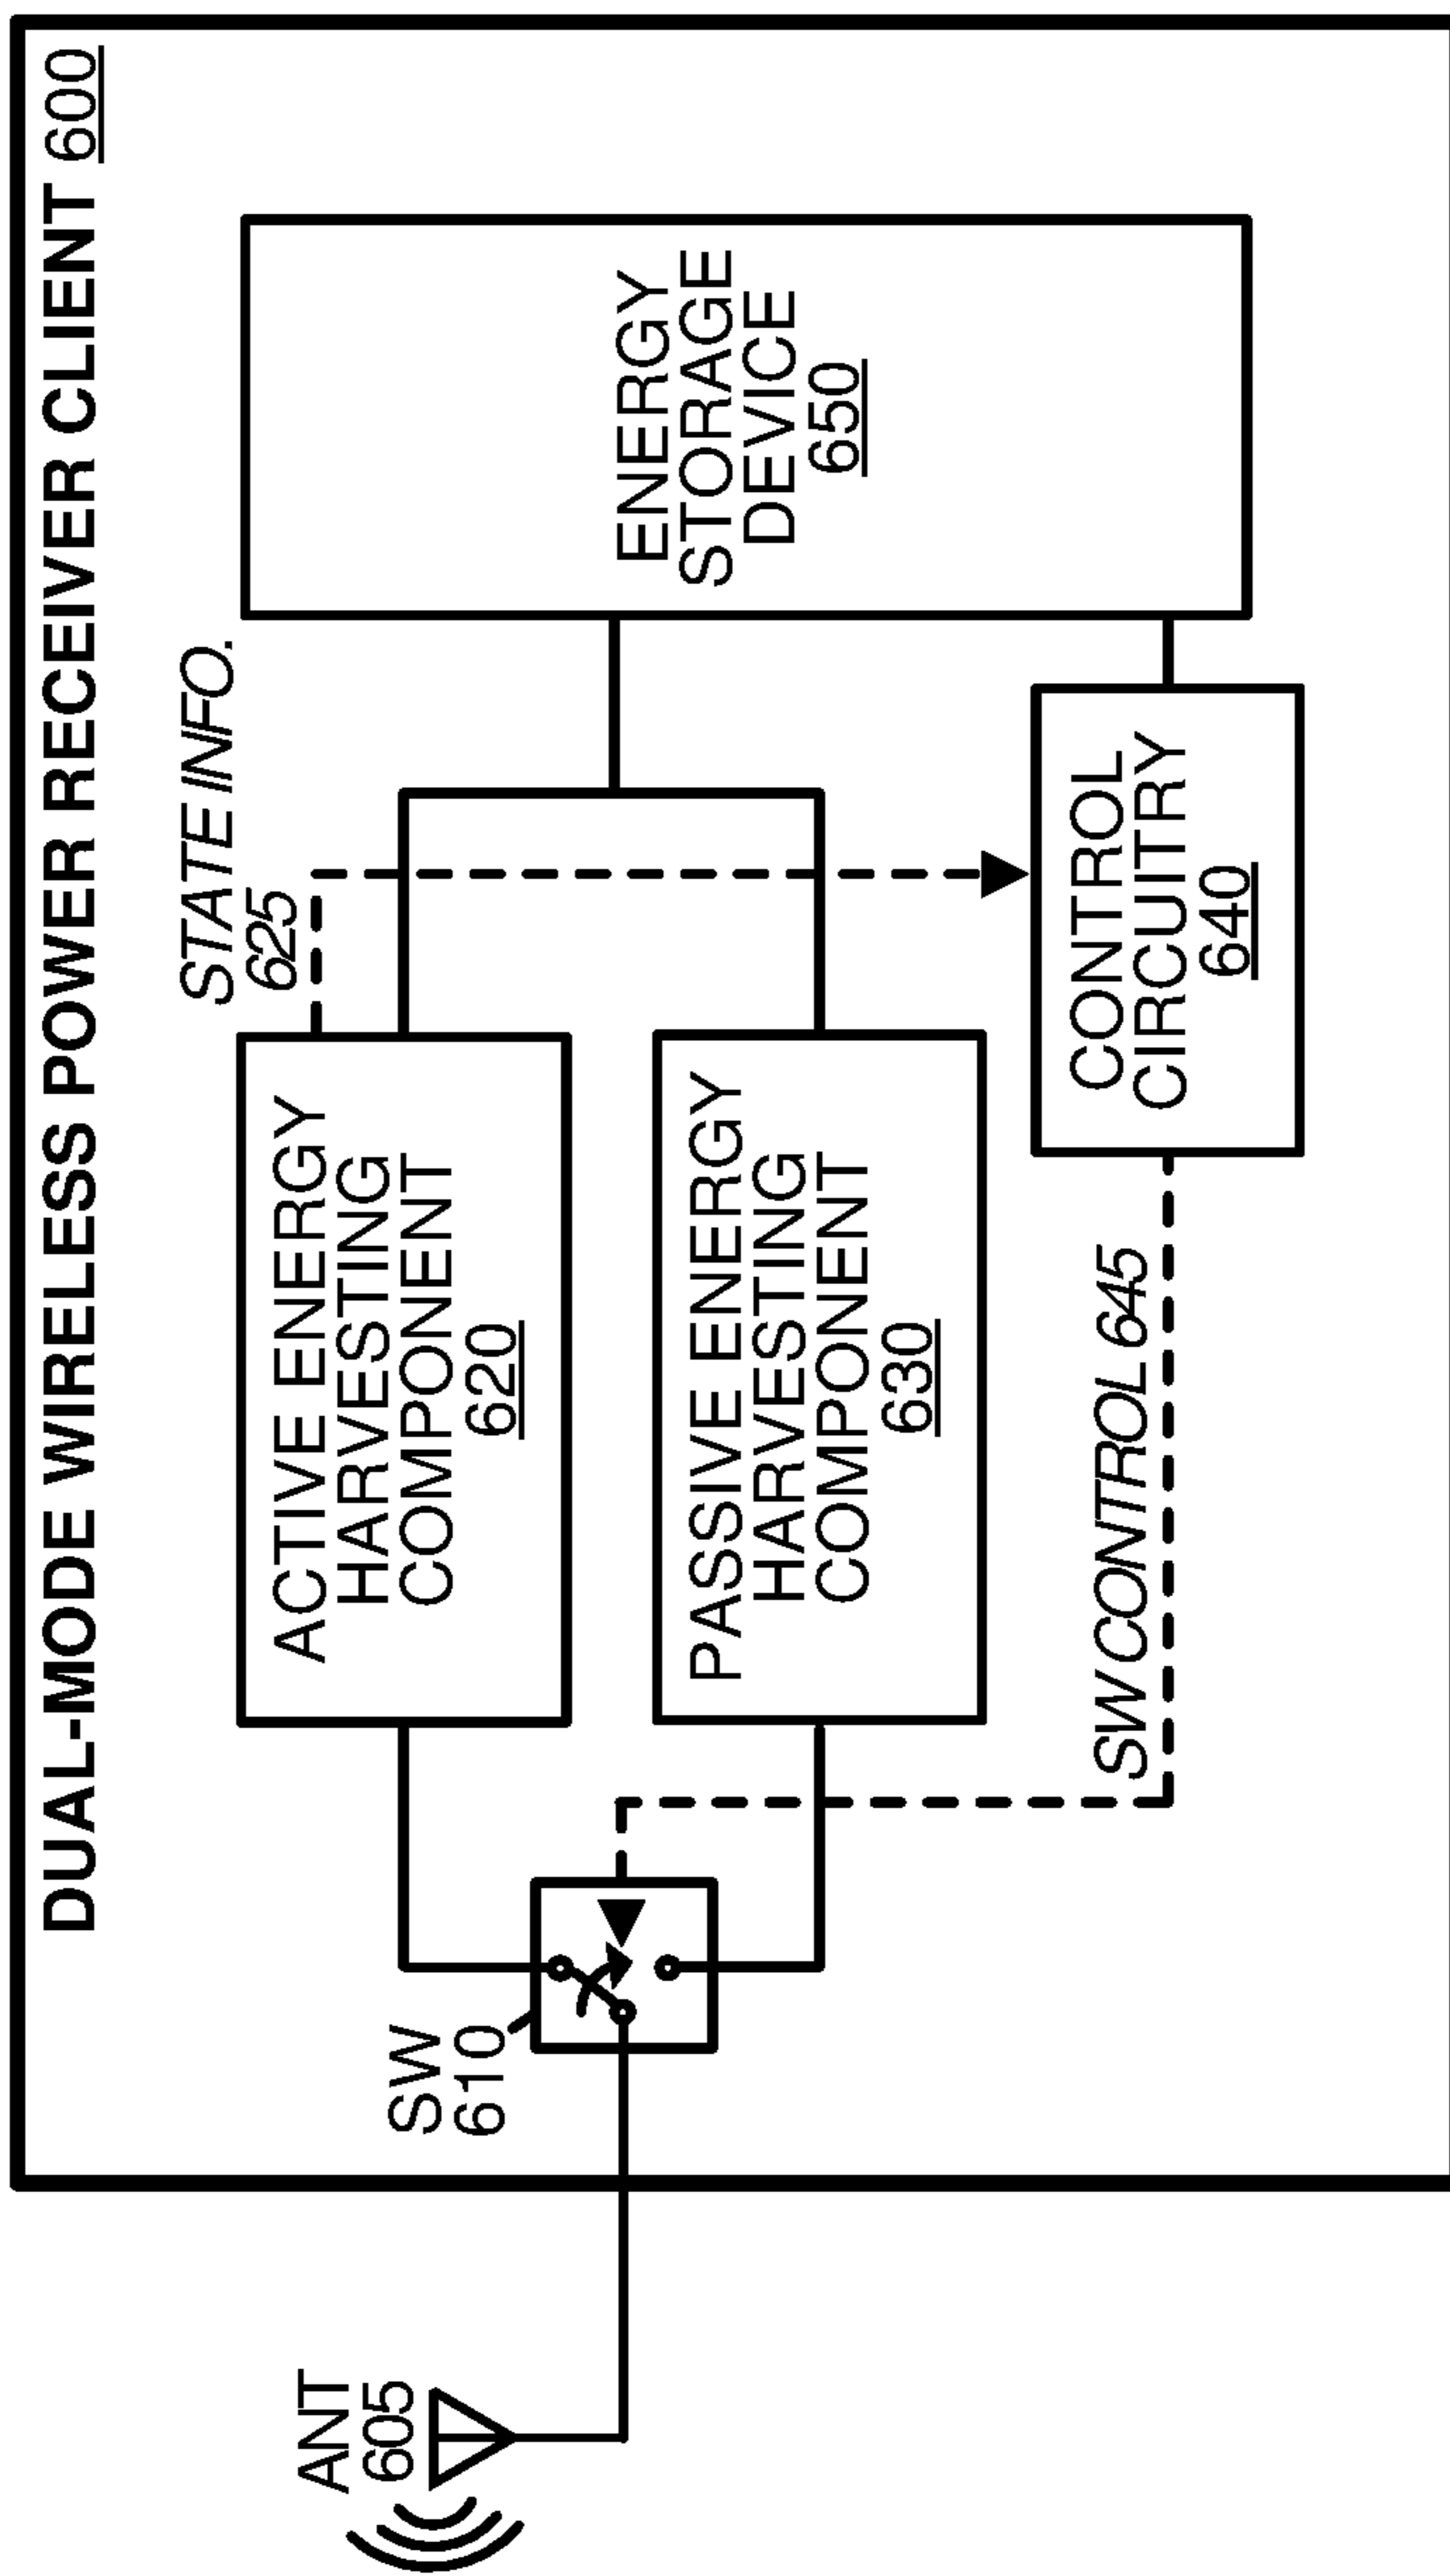 DUAL-MODE WIRELESS POWER RECEIVER CLIENT 600
STATE INFO.
625
ANT
605
SW
610
ACTIVE ENERGY
HARVESTING
COMPONENT
620
PASSIVE ENERGY
HARVESTING
COMPONENT
630
ENERGY
STORAGE
DEVICE
650
CONTROL
CIRCUITRY
640
SW CONTROL 645